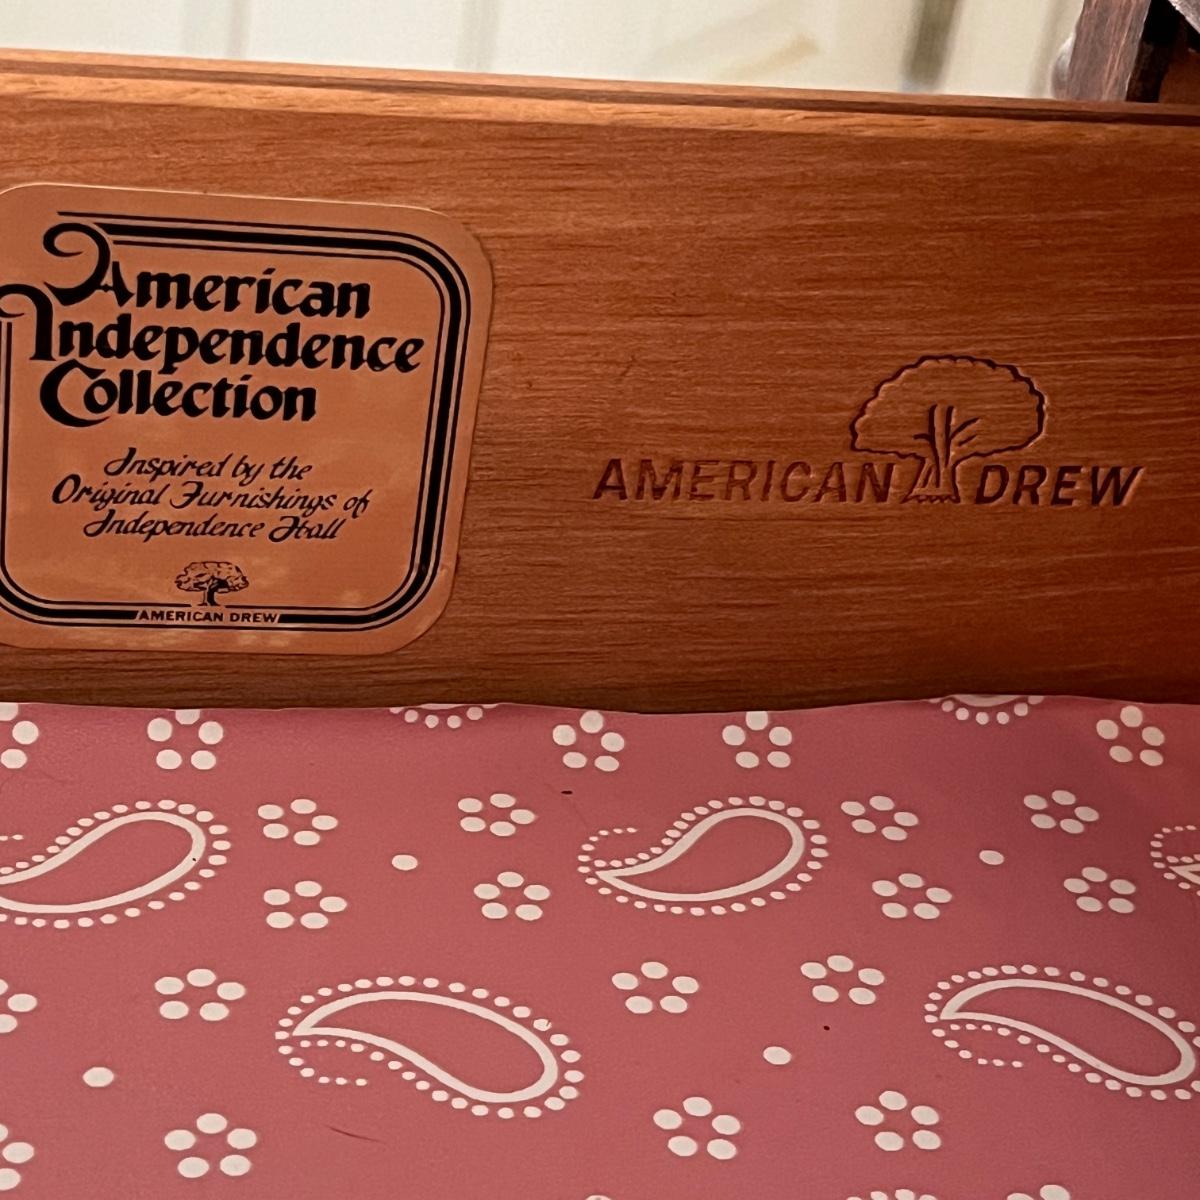 American
Independence
Collection
Inspired by the
Original Furnishings of
Independence Hall
AMERICAN DREW
AMERICAN DREW